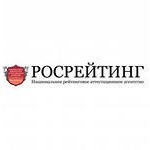 РОСРЕЙТИНГ
Национальное рейтинговое аттестационное агентство